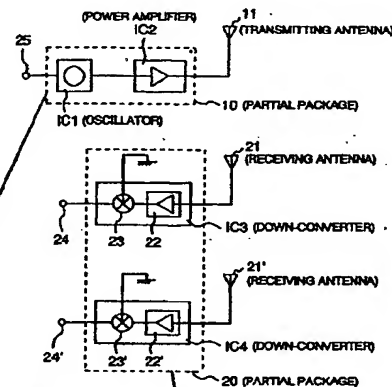 (POWER AMPLIFIER)
IC2
11
(TRANSMITTING ANTENNA)
25
10 (PARTIAL PACKAGE)
IC1 (OSCILLATOR)
21
(RECEIVING ANTENNA)
24
23
22
IC3 (DOWN-CONVERTER)
21'
(RECEIVING ANTENNA)
24'
23'
22'
IC4 (DOWN-CONVERTER)
20 (PARTIAL PACKAGE)